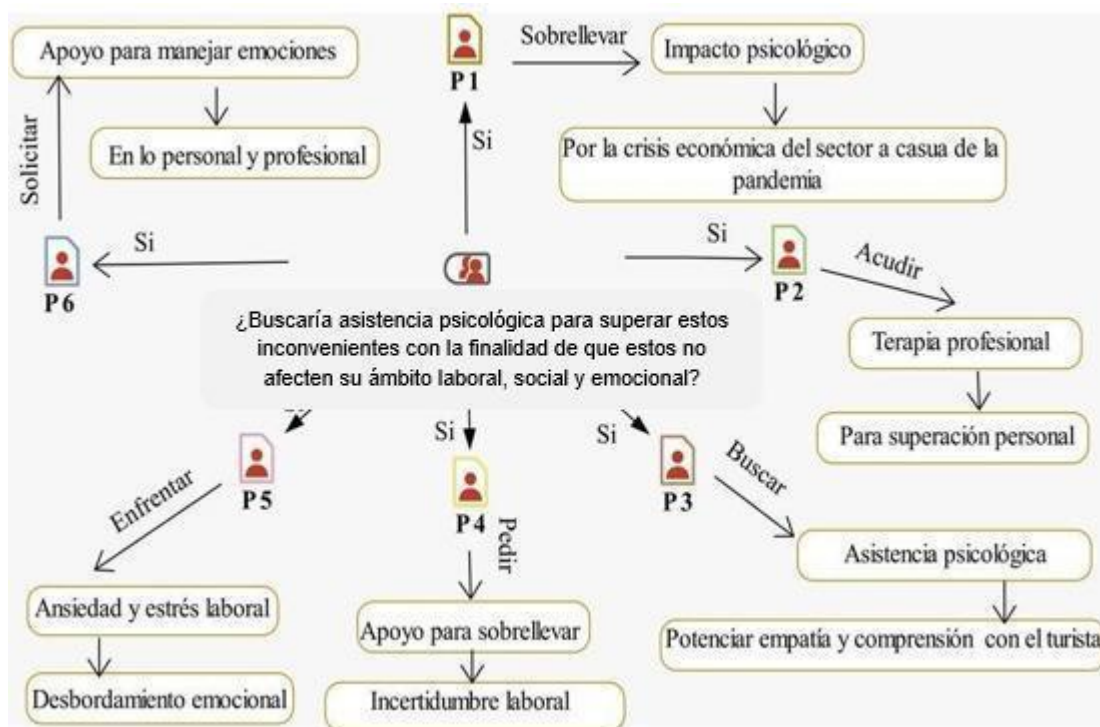 Apoyo para manejar emociones
En lo personal y profesional
Solicitar
Si
P6
P1
Sobrellevar
Impacto psicológico
Por la crisis económica del sector a casua de la
pandemia
Si
Si
P2
Acudir
Terapia profesional
Para superación personal
¿Buscaría asistencia psicológica para superar estos
inconvenientes con la finalidad de que estos no
afecten su ámbito laboral, social y emocional?
P5
Enfrentar
Ansiedad y estrés laboral
Desbordamiento emocional
Si
P4
Pedir
Apoyo para sobrellevar
Incertidumbre laboral
Si
P3
Buscar
Asistencia psicológica
Potenciar empatía y comprensión con el turista